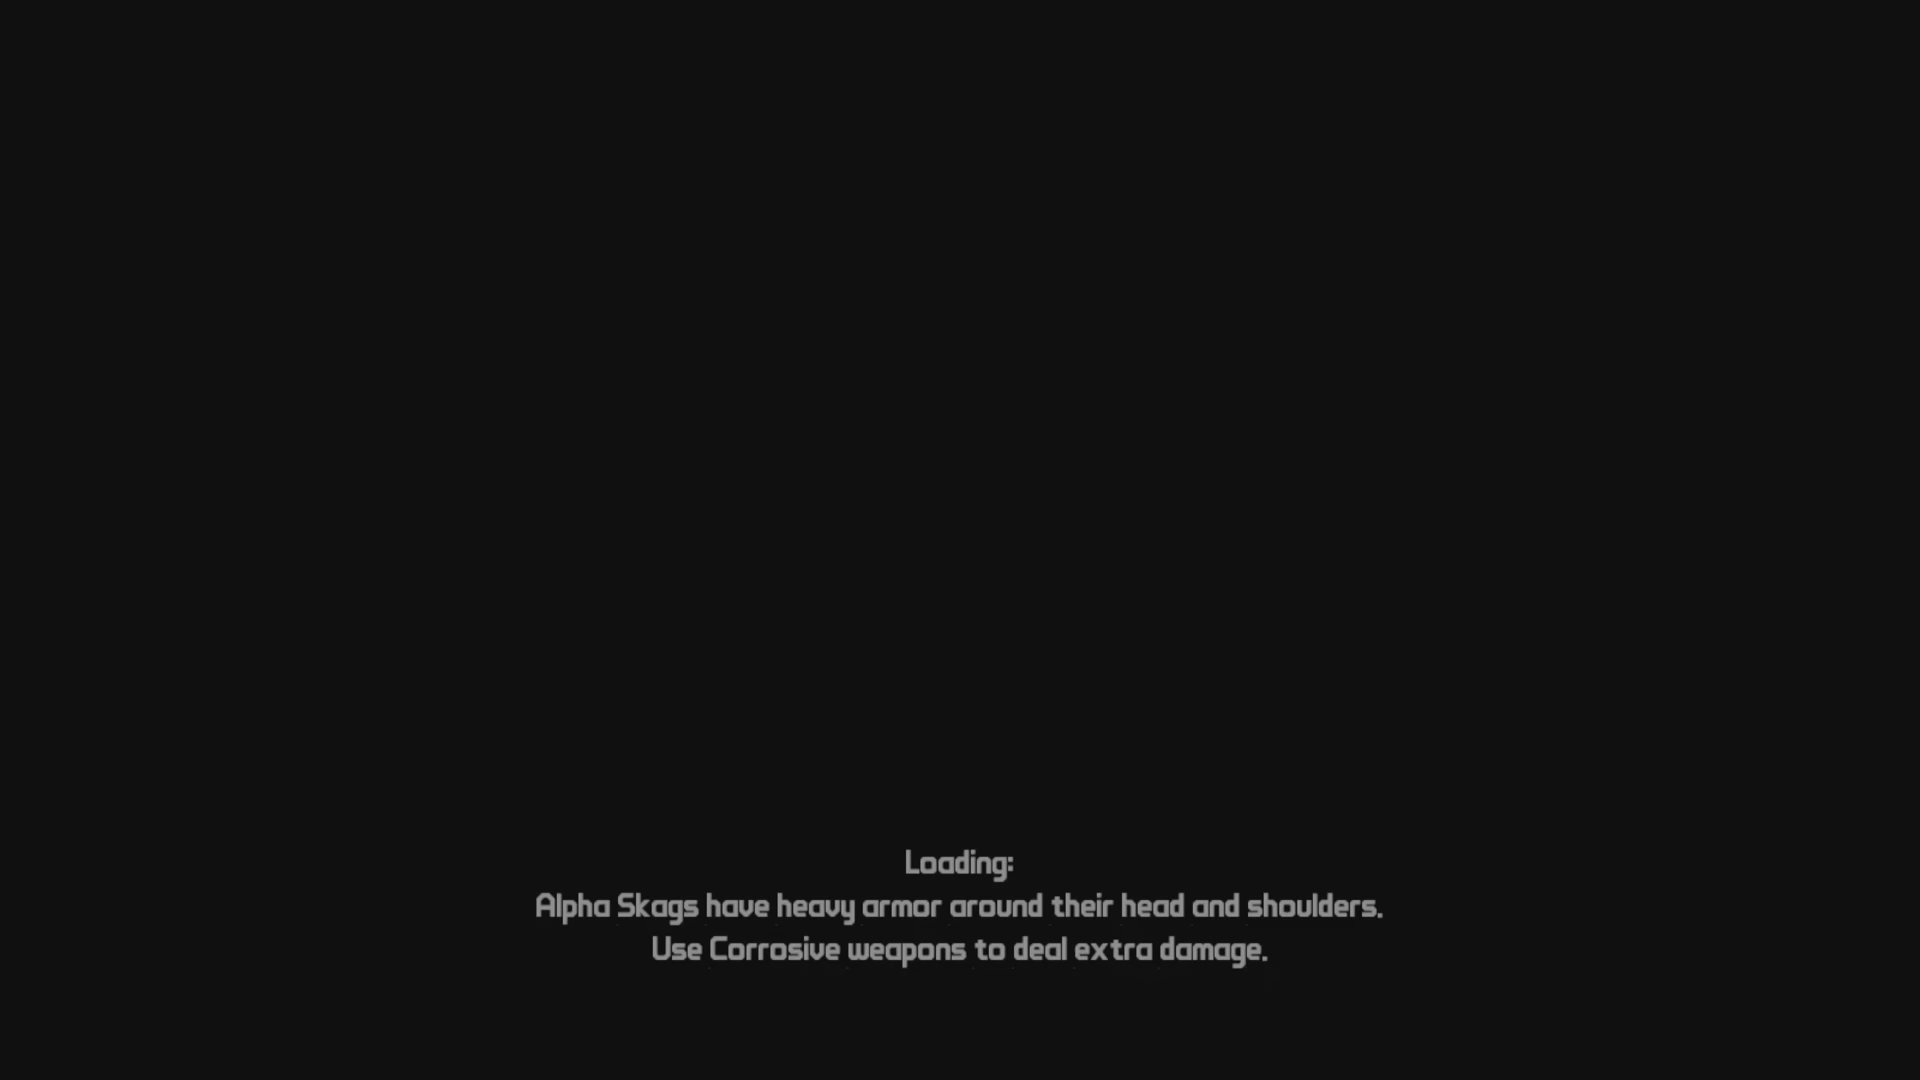 Loading:
Alpha Skags have heavy armor around their head and shoulders.
Use Corrosive weapons to deal extra damage.